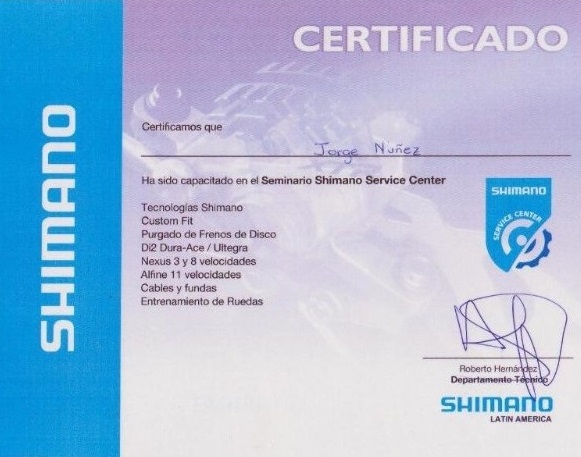 CERTIFICADO
SHIMANO
Certificamos que
Jorge Nuñez
Ha sido capacitado en el Seminario Shimano Service Center
Tecnologías Shimano
Custom Fit
Purgado de Frenos de Disco
Di2 Dura-Ace / Ultegra
Nexus 3 y 8 velocidades
Alfine 11 velocidades
Cables y fundas
Entrenamiento de Ruedas
SHIMANO
SERVICE CENTER
Roberto Hernández
Departamento Técnico
SHIMANO
LATIN AMERICA